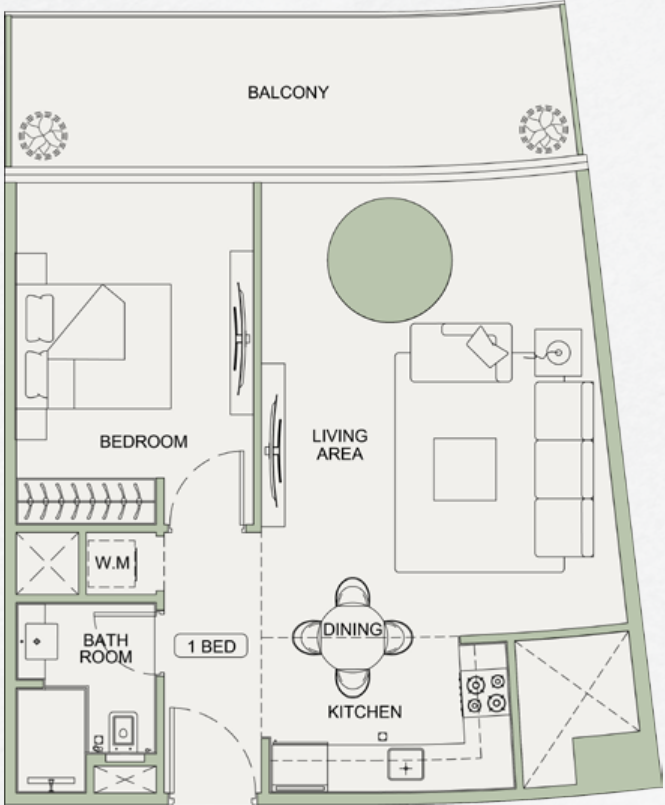 BALCONY
BEDROOM
LIVING
AREA
W.M
BATH
ROOM
1 BED
DINING
KITCHEN